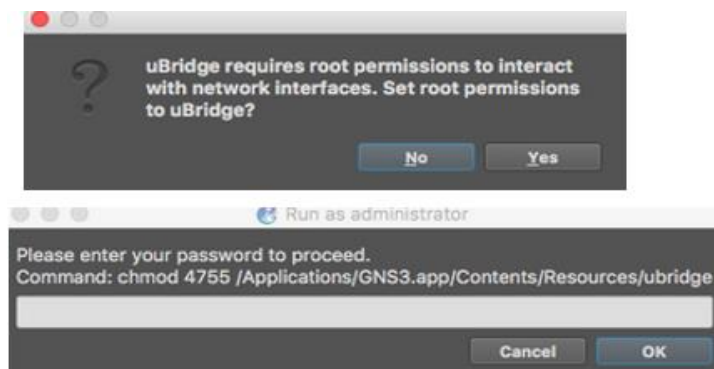 uBridge requires root permissions to interact
with network interfaces. Set root permissions
to uBridge?
No
Yes
Run as administrator
Please enter your password to proceed.
Command: chmod 4755 /Applications/GNS3.app/Contents/Resources/ubridge
Cancel
OK